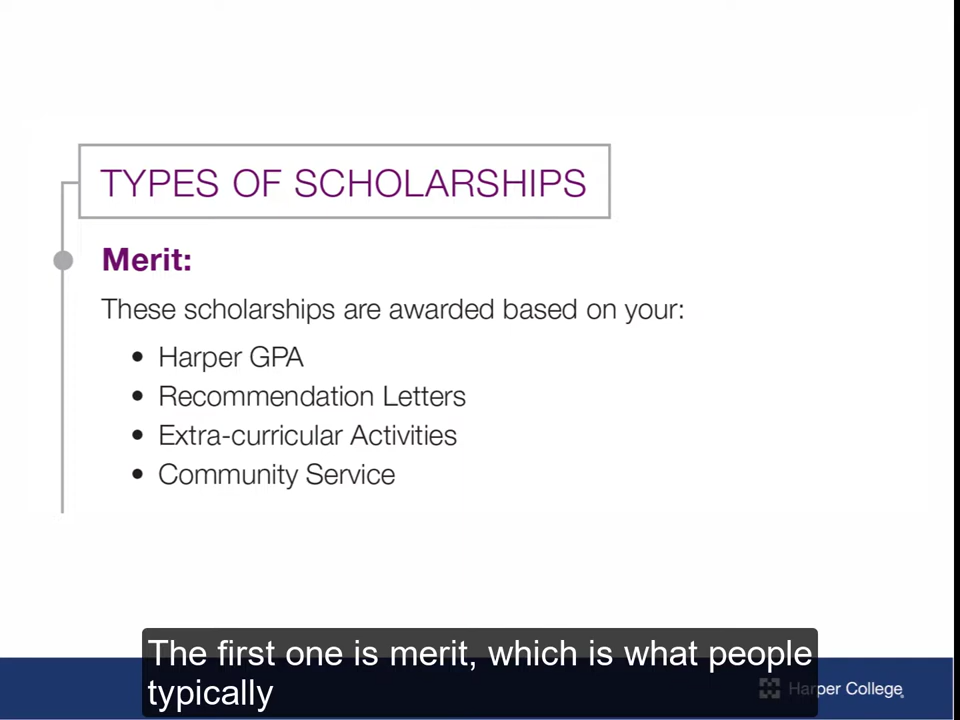 TYPES OF SCHOLARSHIPS
Merit:
These scholarships are awarded based on your:
• Harper GPA
• Recommendation Letters
• Extra-curricular Activities
• Community Service
The first one is merit, which is what people
typically
Harper College